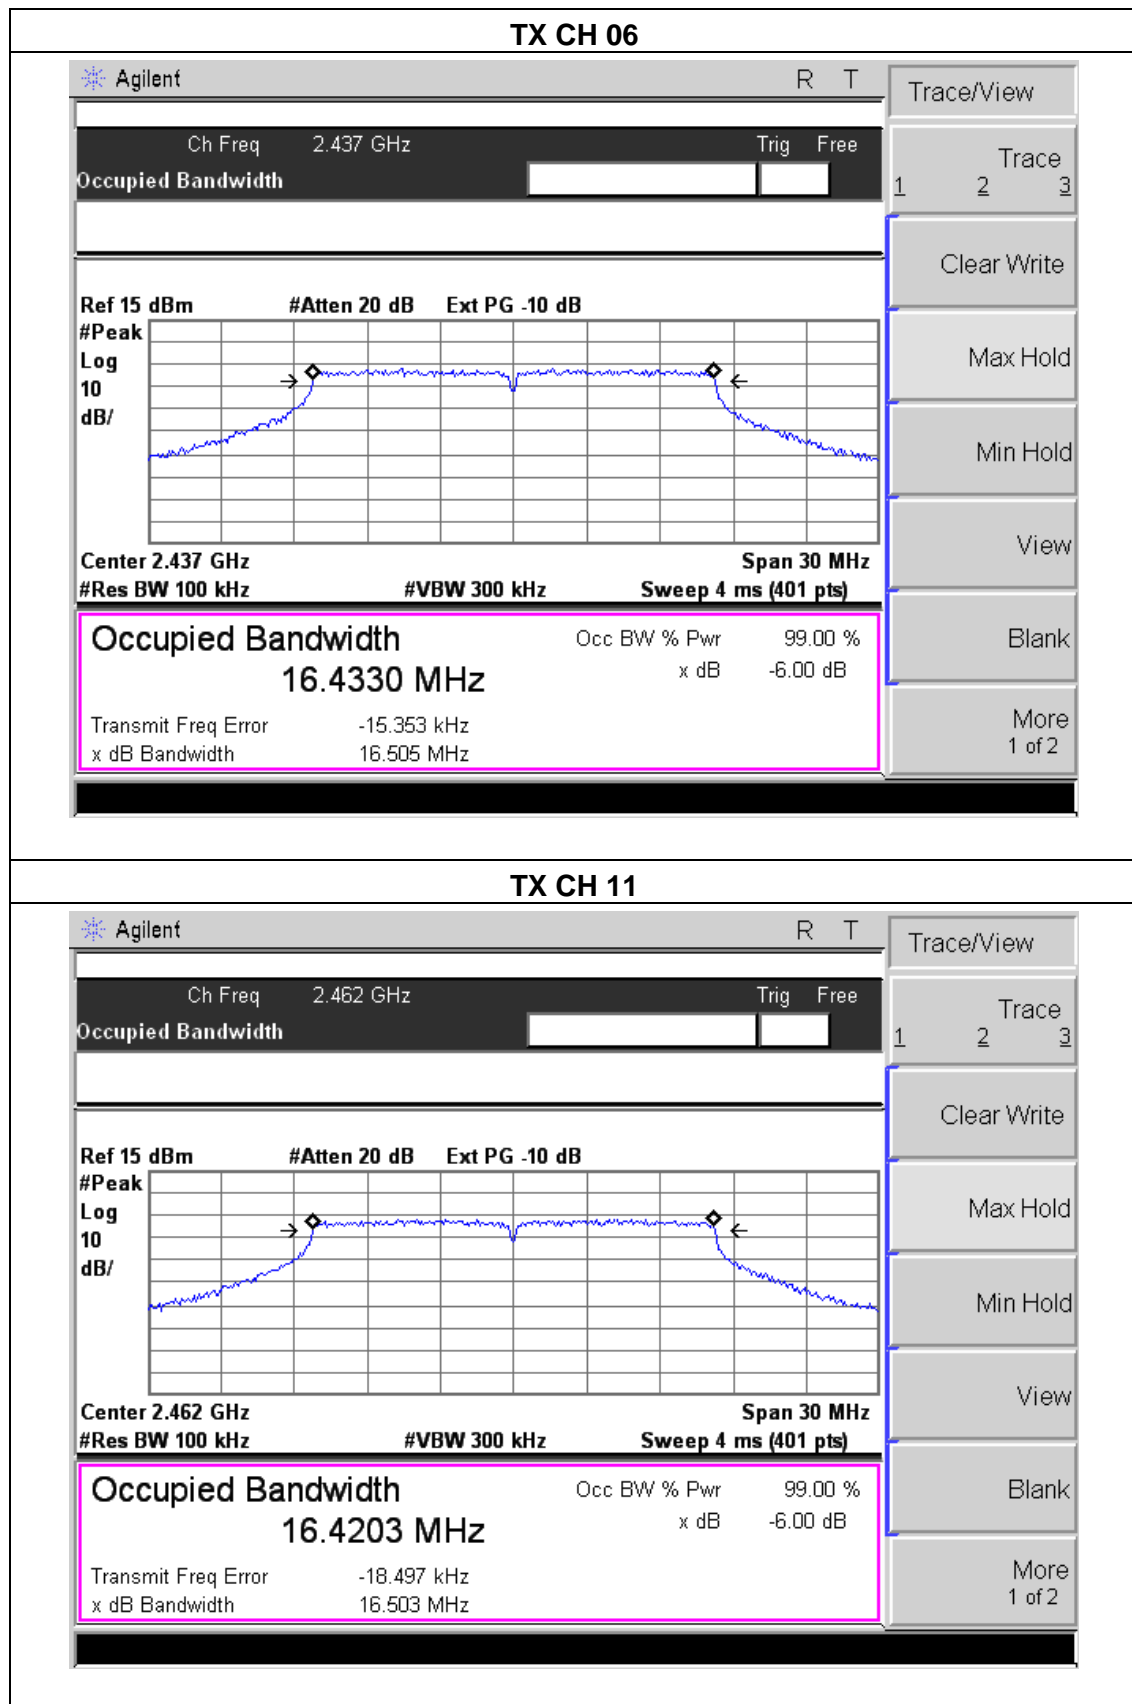 TX CH 06
Agilent R T
Trace/View
Ch Freq 2.437 GHz Trig Free
Occupied Bandwidth
Trace
1 2 3
Clear Write
Ref 15 dBm #Atten 20 dB Ext PG -10 dB
#Peak
Log
10
dB/
Max Hold
Min Hold
View
Center 2.437 GHz Span 30 MHz
#Res BW 100 kHz #VBW 300 kHz Sweep 4 ms (401 pts)
Occupied Bandwidth Occ BW % Pwr 99.00 %
16.4330 MHz x dB -6.00 dB
Blank
Transmit Freq Error -15.353 kHz
x dB Bandwidth 16.505 MHz
More
1 of 2
TX CH 11
Agilent R T
Trace/View
Ch Freq 2.462 GHz Trig Free
Occupied Bandwidth
Trace
1 2 3
Clear Write
Ref 15 dBm #Atten 20 dB Ext PG -10 dB
#Peak
Log
10
dB/
Max Hold
Min Hold
View
Center 2.462 GHz Span 30 MHz
#Res BW 100 kHz #VBW 300 kHz Sweep 4 ms (401 pts)
Occupied Bandwidth Occ BW % Pwr 99.00 %
16.4203 MHz x dB -6.00 dB
Blank
Transmit Freq Error -18.497 kHz
x dB Bandwidth 16.503 MHz
More
1 of 2